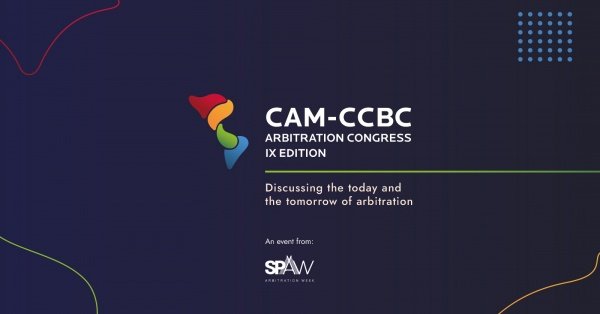 CAM-CCBC
ARBITRATION CONGRESS
IX EDITION
Discussing the today and
the tomorrow of arbitration
An event from:
SPAW
ARBITRATION WEEK